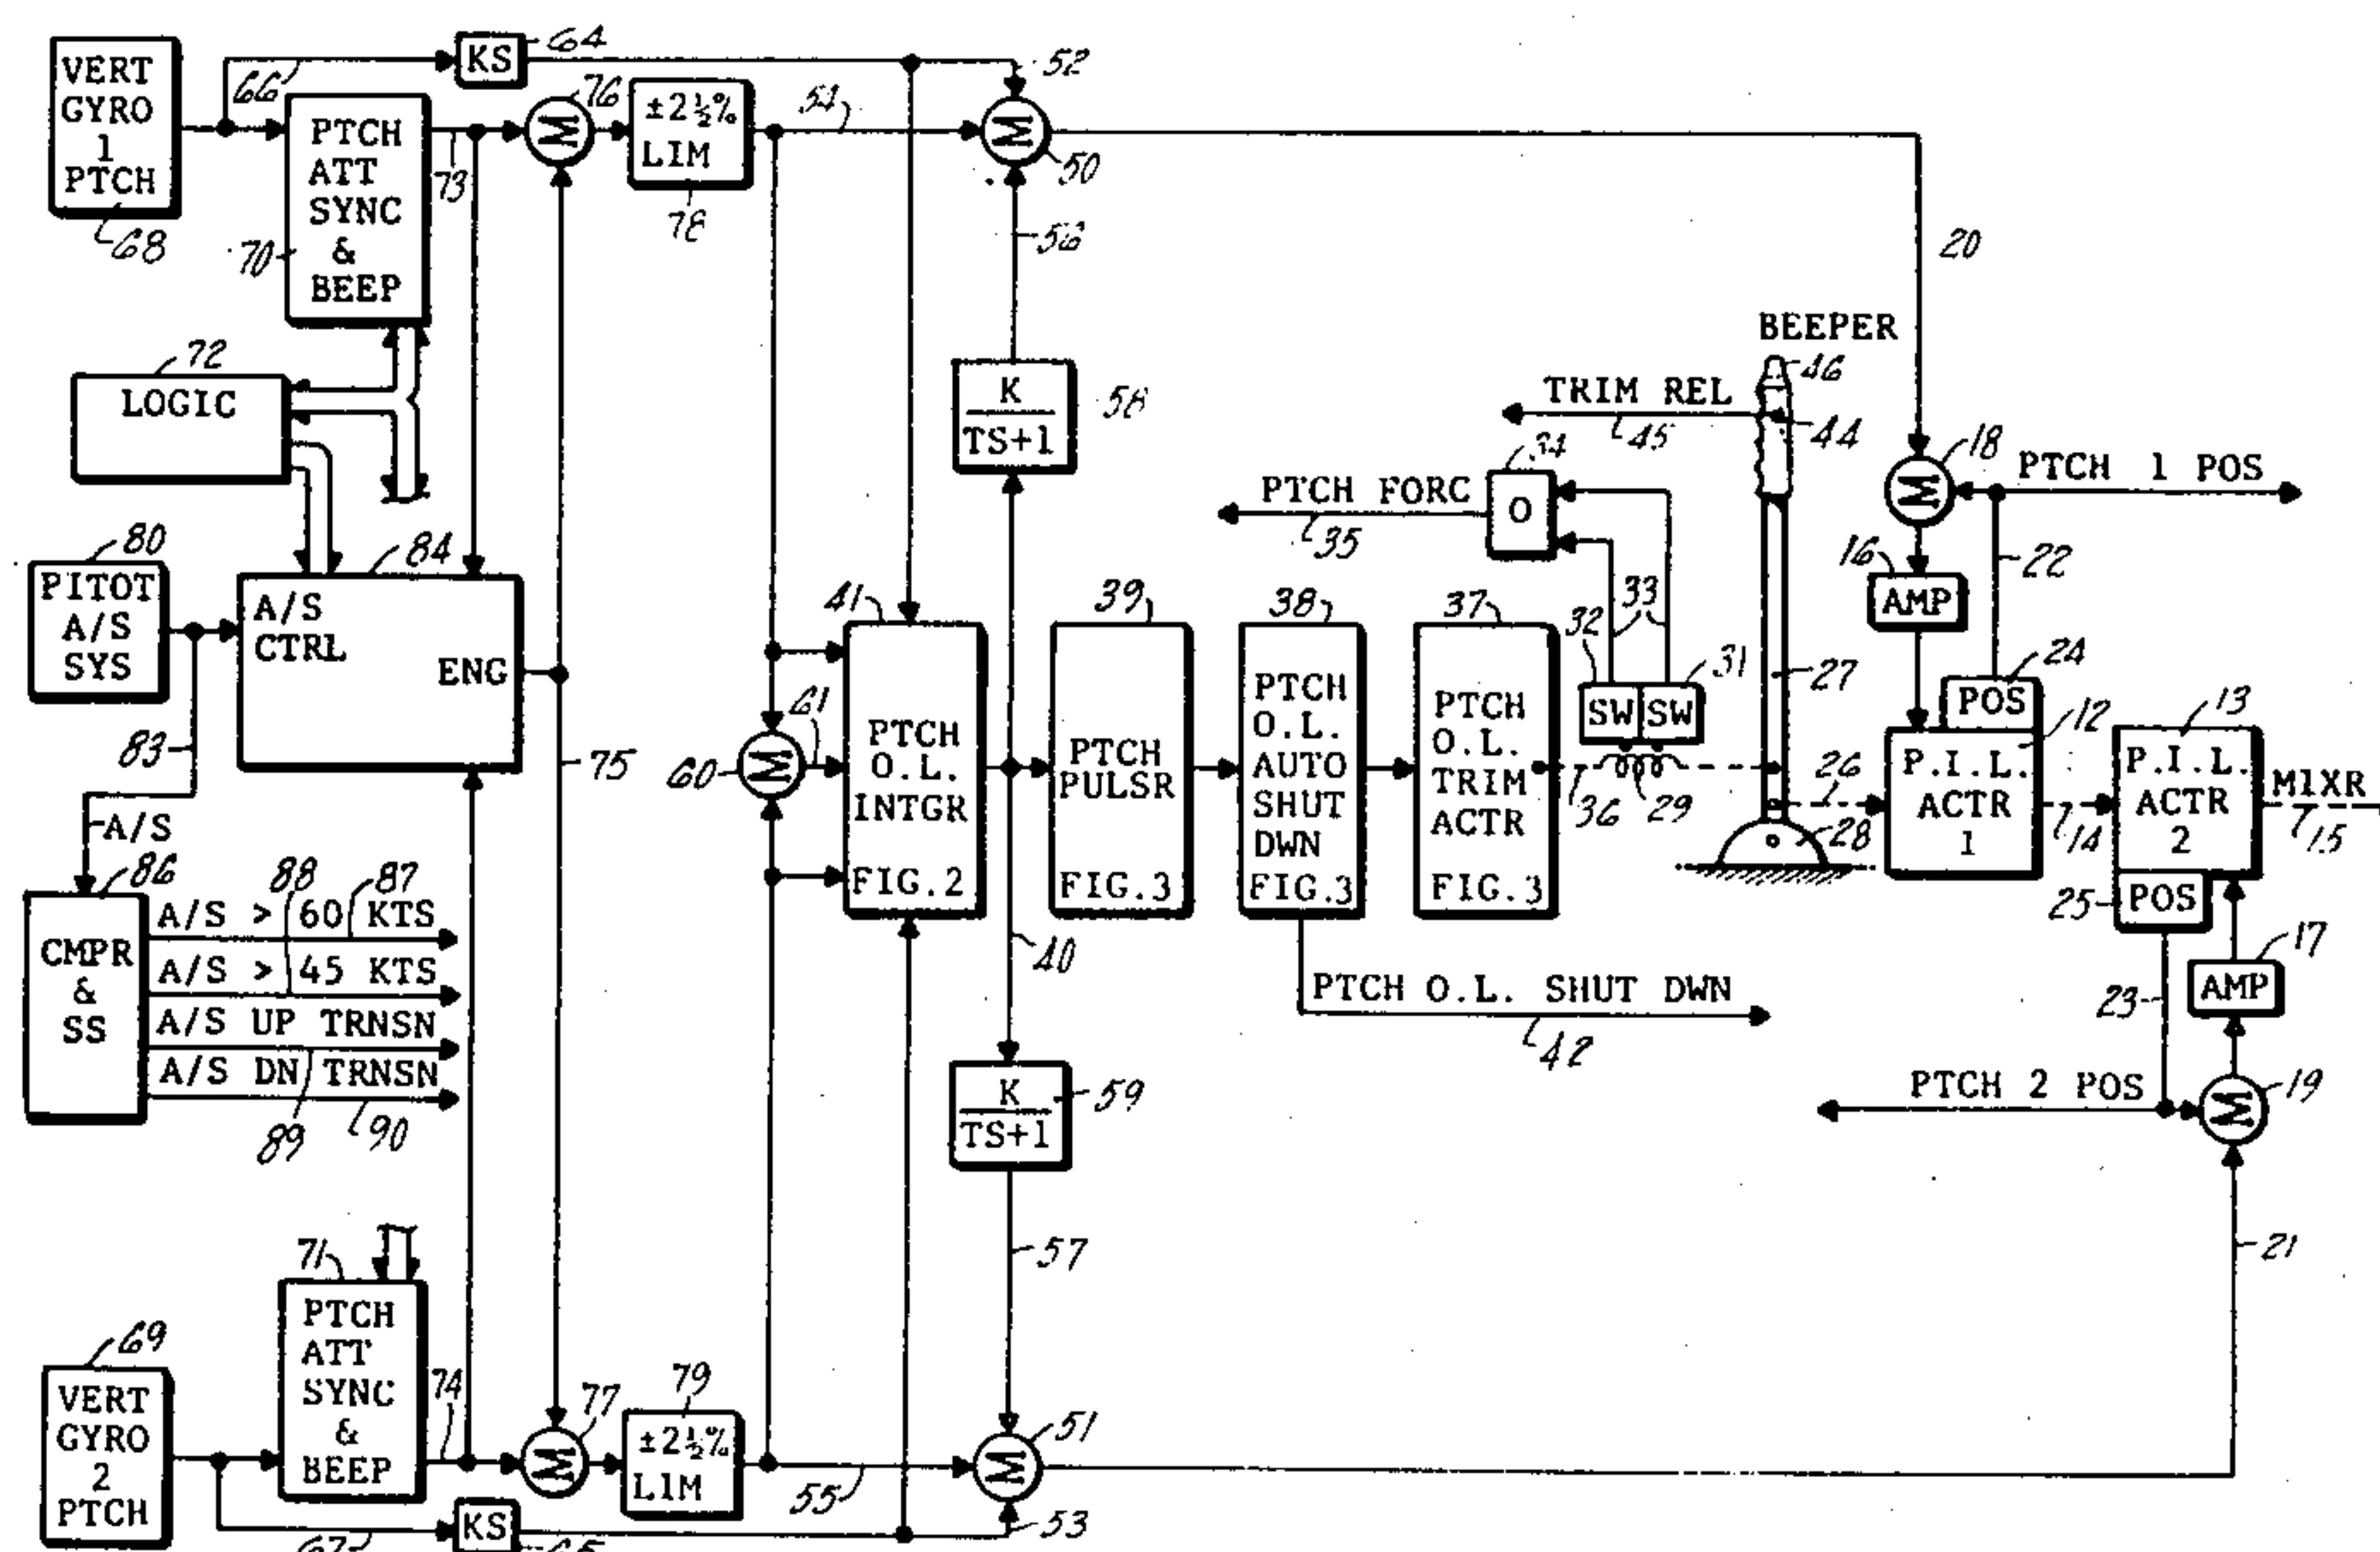 VERT
GYRO
1
PTCH
68
66
KS
64
PTCH
ATT
SYNC
&
BEEP
70
73
76
Σ
±2½%
LIM
78
54
52
Σ
50
56
K
TS+1
58
20
72
LOGIC
80
PITOT
A/S
SYS
83
84
A/S
CTRL
ENG
75
A/S
86
CMPR
&
SS
88
87
A/S > 60 KTS
A/S > 45 KTS
A/S UP TRNSN
A/S DN TRNSN
89
90
60
Σ
61
41
PTCH
O.L.
INTGR
FIG.2
40
39
PTCH
PULSR
FIG.3
38
PTCH
O.L.
AUTO
SHUT
DWN
FIG.3
37
PTCH
O.L.
TRIM
ACTR
FIG.3
PTCH O.L. SHUT DWN
42
BEEPER
46
TRIM REL
45
44
34
O
PTCH FORC
35
33
32
31
SW
SW
36
29
27
28
26
18
Σ
PTCH 1 POS
16
AMP
22
24
POS
12
P.I.L.
ACTR
1
14
13
P.I.L.
ACTR
2
MIXR
15
25
POS
17
AMP
23
PTCH 2 POS
Σ
19
21
K
TS+1
59
57
71
PTCH
ATT
SYNC
&
BEEP
69
VERT
GYRO
2
PTCH
74
77
Σ
79
±2½%
LIM
55
Σ
51
53
67
KS
65